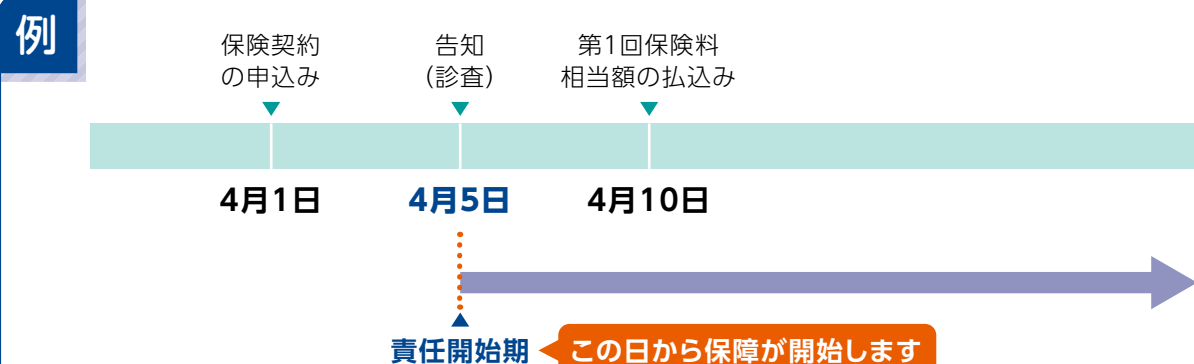 例
保険契約
の申込み
告知
(診査)
第1回保険料
相当額の払込み
4月1日
4月5日
4月10日
責任開始期
この日から保障が開始します